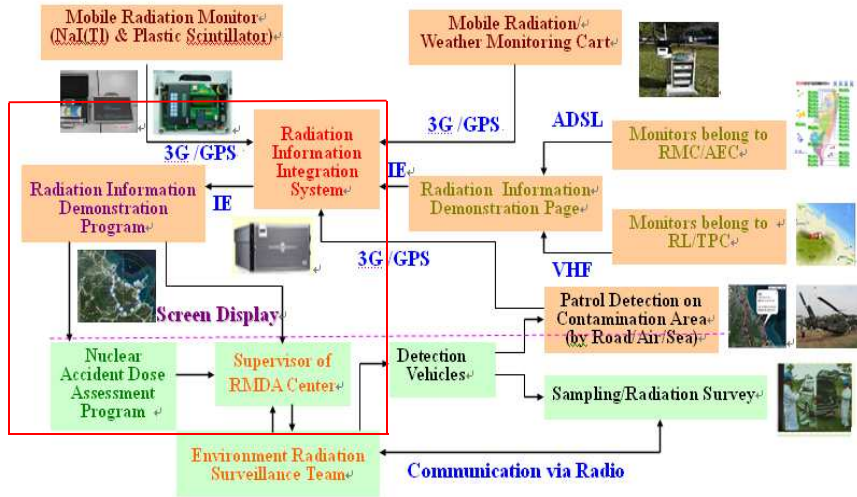 Mobile Radiation Monitor
(NaI(Tl) & Plastic Scintillator)
Mobile Radiation/
Weather Monitoring Cart
3G /GPS
Radiation
Information
Integration
System
3G /GPS
ADSL
Monitors belong to
RMC/AEC
Radiation Information
Demonstration
Program
IE
IE
Radiation Information
Demonstration Page
Monitors belong to
RL/TPC
3G /GPS
VHF
Screen Display
Patrol Detection on
Contamination Area
(by Road/Air/Sea)
Nuclear
Accident Dose
Assessment
Program
Supervisor of
RMDA Center
Detection
Vehicles
Sampling/Radiation Survey
Environment Radiation
Surveillance Team
Communication via Radio